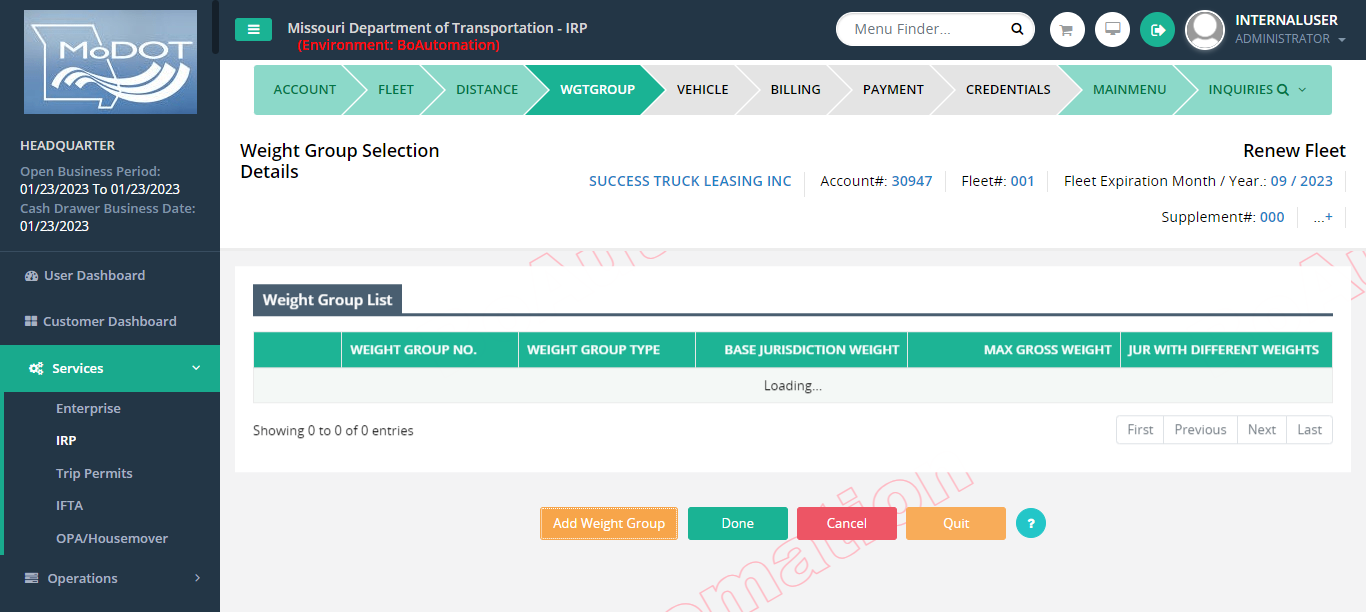 MoDOT
Missouri Department of Transportation - IRP
(Environment: BoAutomation)
Menu Finder...
INTERNALUSER
ADMINISTRATOR
ACCOUNT
FLEET
DISTANCE
WGTGROUP
VEHICLE
BILLING
PAYMENT
CREDENTIALS
MAINMENU
INQUIRIES
HEADQUARTER
Open Business Period:
01/23/2023 To 01/23/2023
Cash Drawer Business Date:
01/23/2023
User Dashboard
Customer Dashboard
Services
Enterprise
IRP
Trip Permits
IFTA
OPA/Housemover
Operations
Weight Group Selection
Details
Renew Fleet
SUCCESS TRUCK LEASING INC
Account#: 30947
Fleet#: 001
Fleet Expiration Month / Year.: 09 / 2023
Supplement#: 000
...+
Weight Group List
WEIGHT GROUP NO.
WEIGHT GROUP TYPE
BASE JURISDICTION WEIGHT
MAX GROSS WEIGHT
JUR WITH DIFFERENT WEIGHTS
Loading...
Showing 0 to 0 of 0 entries
First
Previous
Next
Last
Add Weight Group
Done
Cancel
Quit
?
omation